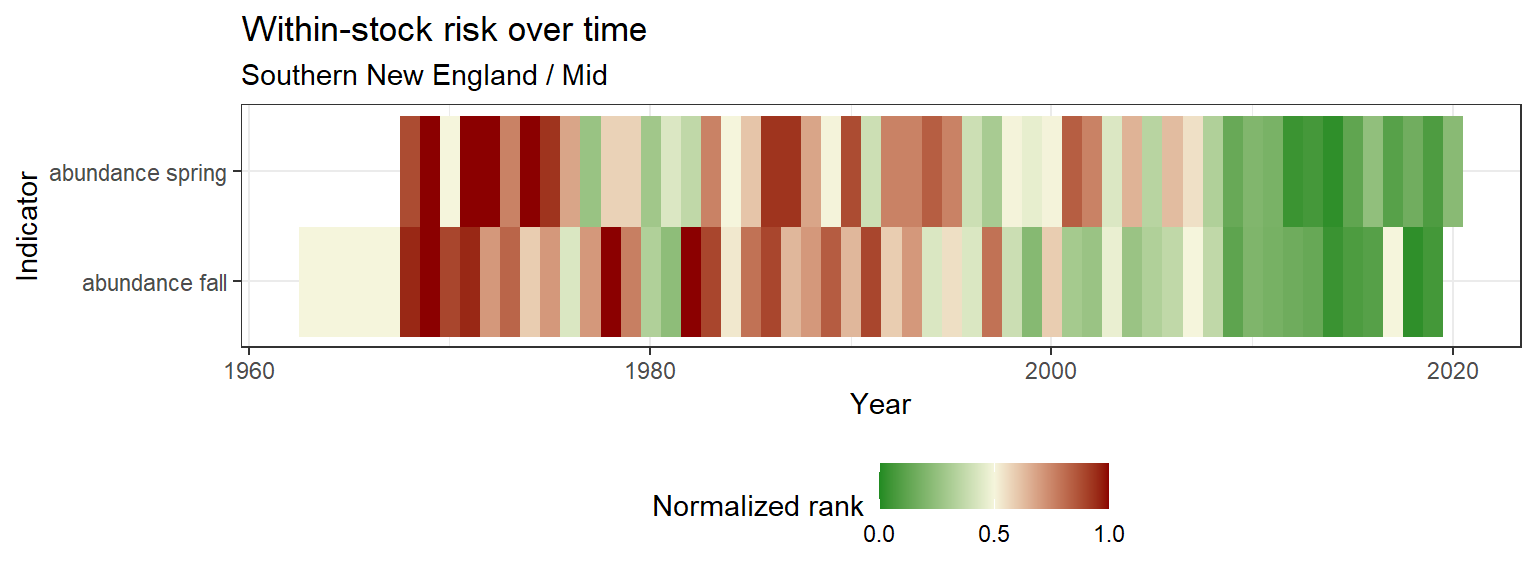 Within-stock risk over time
Southern New England / Mid
Indicator
abundance spring
abundance fall
1960 1980 2000 2020
Year
Normalized rank
0.0 0.5 1.0